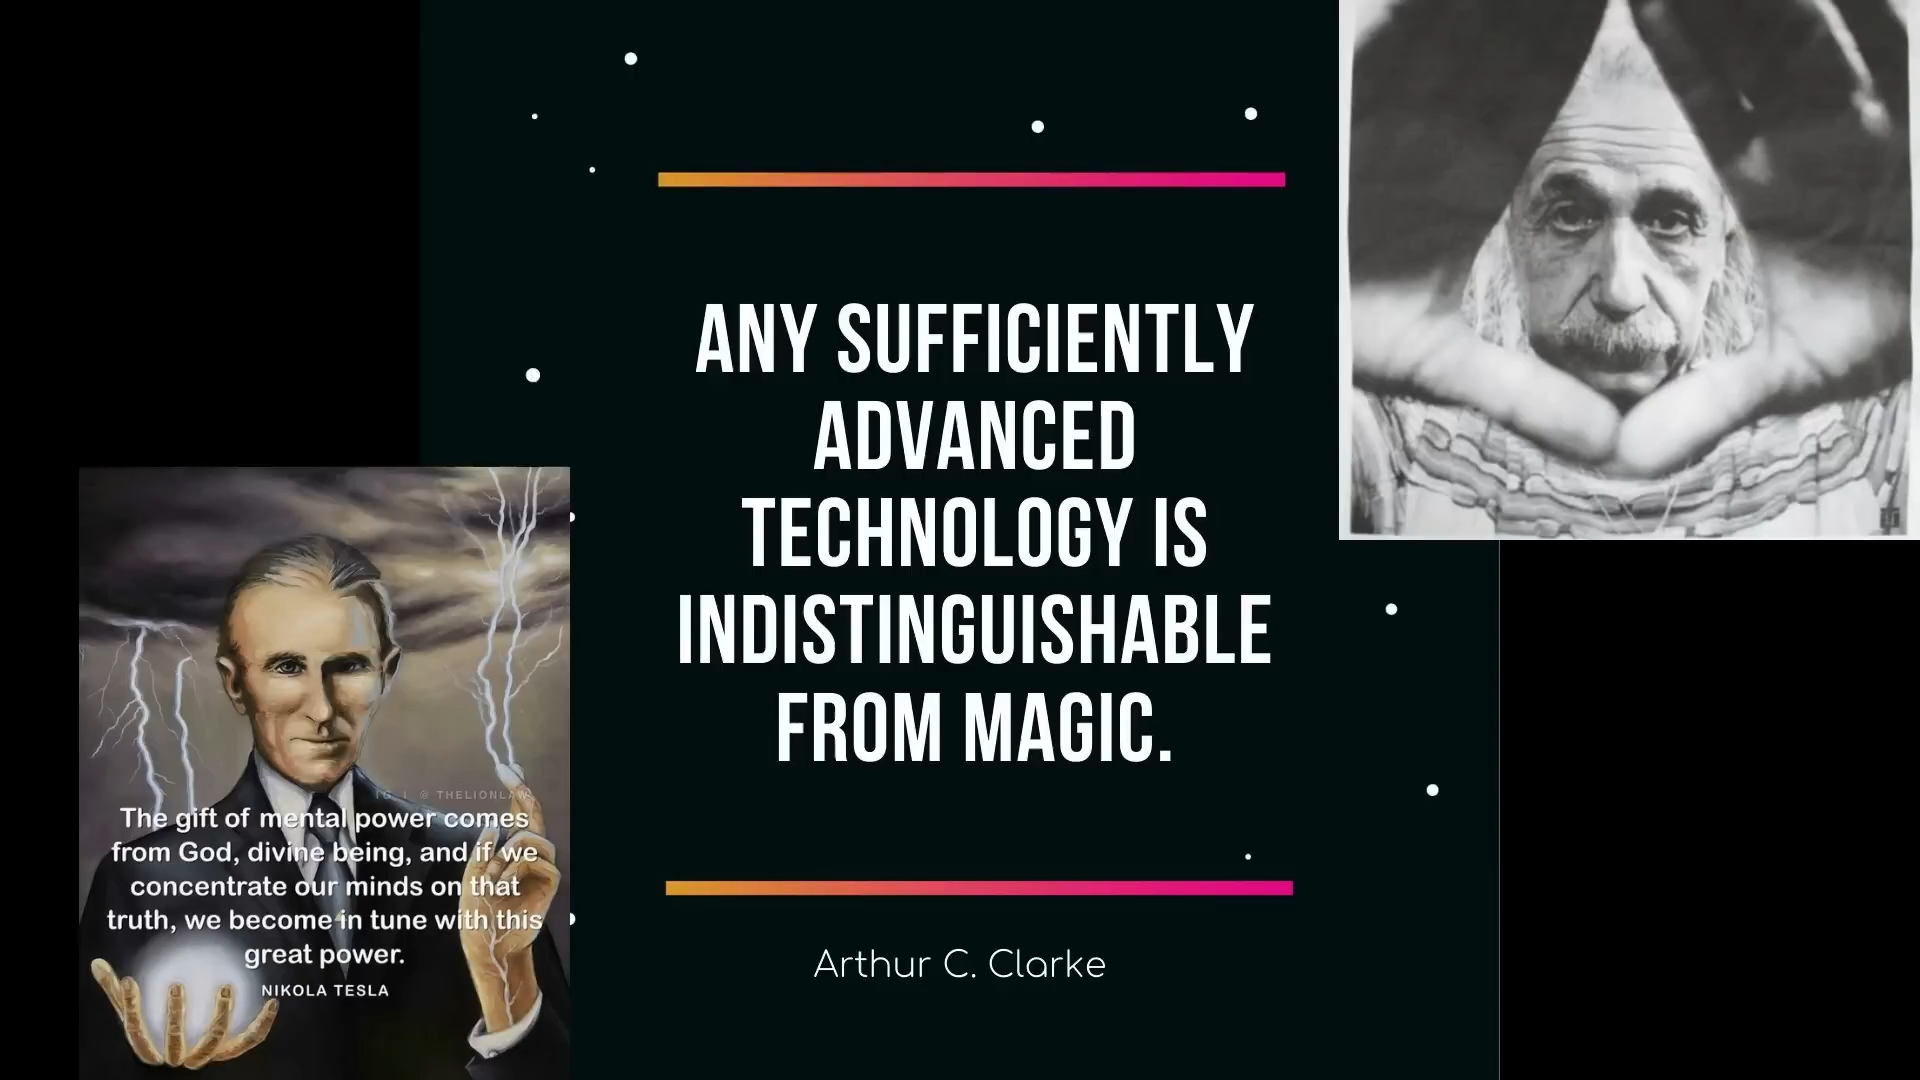 ANY SUFFICIENTLY
ADVANCED
TECHNOLOGY IS
INDISTINGUISHABLE
FROM MAGIC.
Arthur C. Clarke
IG | @ THELIONLAW
The gift of mental power comes
from God, divine being, and if we
concentrate our minds on that
truth, we become in tune with this
great power.
NIKOLA TESLA